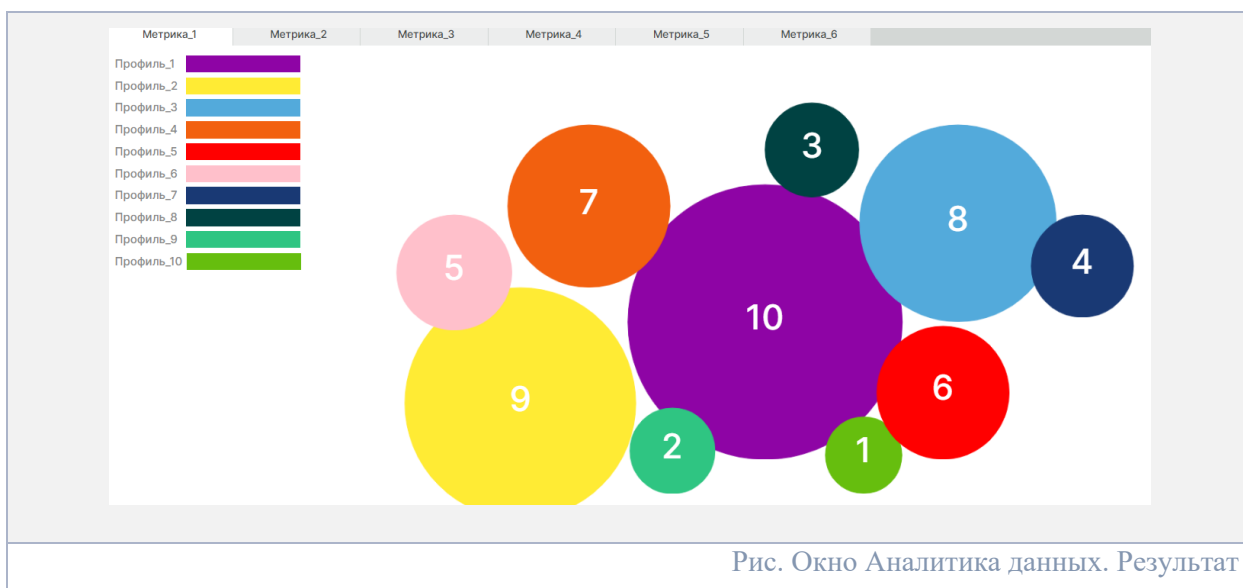 Метрика_1 Метрика_2 Метрика_3 Метрика_4 Метрика_5 Метрика_6
Профиль_1
Профиль_2
Профиль_3
Профиль_4
Профиль_5
Профиль_6
Профиль_7
Профиль_8
Профиль_9
Профиль_10
3
7
8
5
4
10
6
9
2
1
Рис. Окно Аналитика данных. Результат